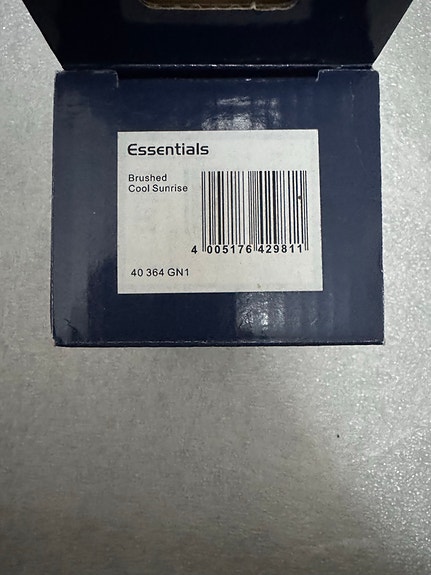 Essentials
Brushed
Cool Sunrise
4 005176 429811
40 364 GN1